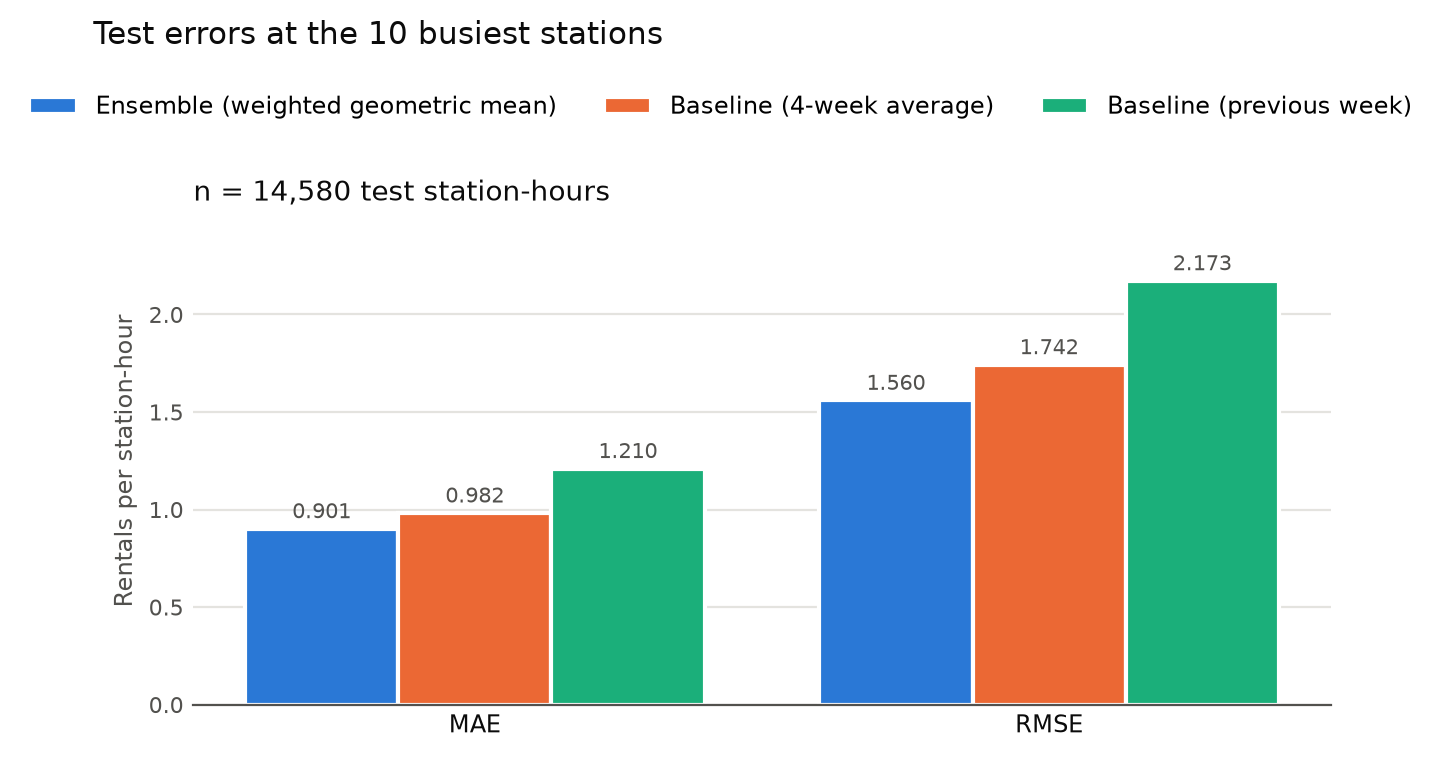 Test errors at the 10 busiest stations
Ensemble (weighted geometric mean) Baseline (4-week average) Baseline (previous week)
n = 14,580 test station-hours
Rentals per station-hour
2.0
1.5
1.0
0.5
0.0
0.901
0.982
1.210
1.560
1.742
2.173
MAE
RMSE